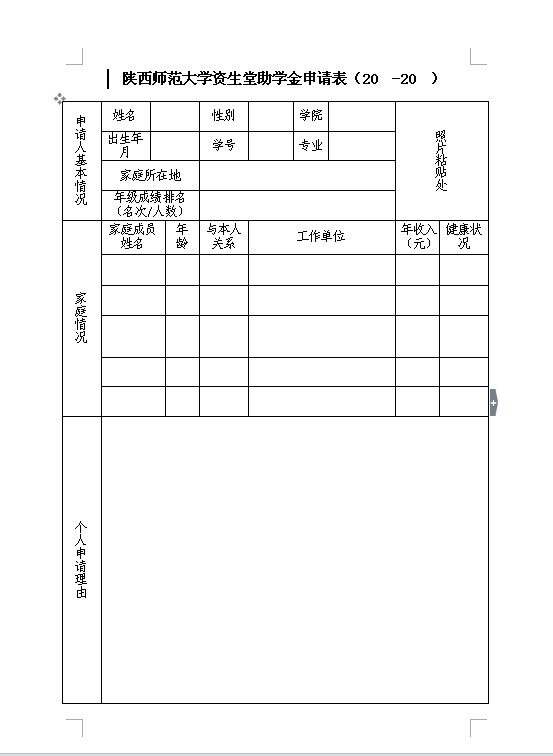 陕西师范大学资生堂助学金申请表（20  -20  ）
申请人基本情况
姓名
性别
学院
照片粘贴处
出生年
月
学号
专业
家庭所在地
年级成绩排名
（名次/人数）
家庭情况
家庭成员
姓名
年
龄
与本人
关系
工作单位
年收入
（元）
健康状
况
个人申请理由